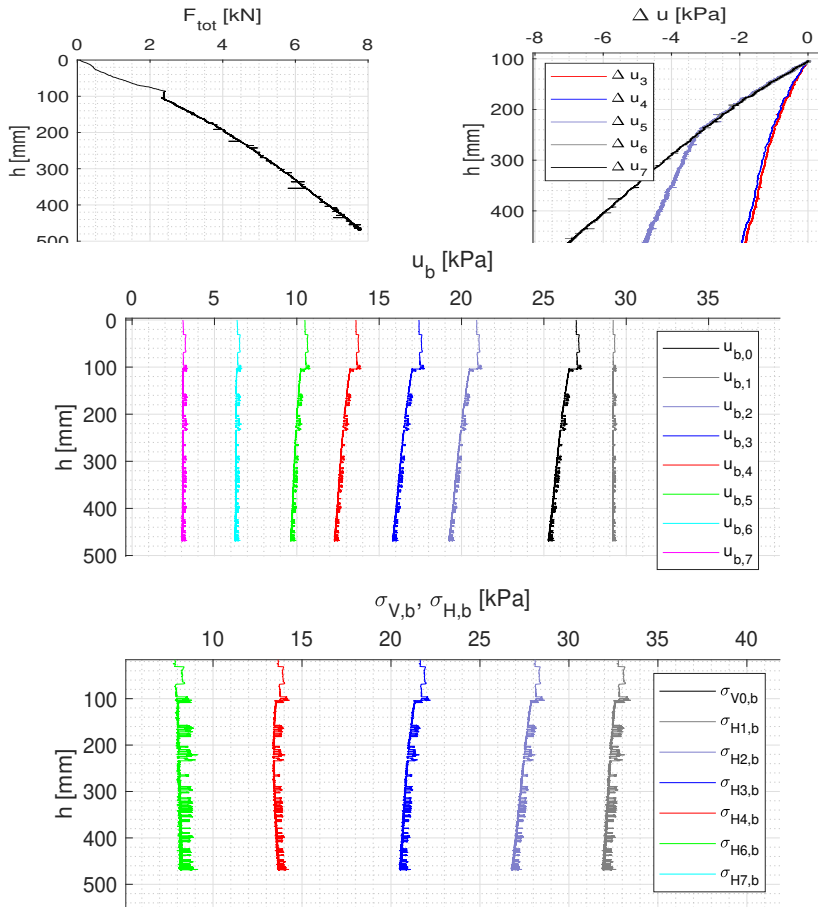 F_tot [kN]
0 2 4 6 8
0
100
200
300
400
500
h [mm]
Δ u [kPa]
-8 -6 -4 -2 0
100
200
300
400
h [mm]
Δ u_3
Δ u_4
Δ u_5
Δ u_6
Δ u_7
u_b [kPa]
0 5 10 15 20 25 30 35
0
100
200
300
400
500
h [mm]
u_b,0
u_b,1
u_b,2
u_b,3
u_b,4
u_b,5
u_b,6
u_b,7
σ_V,b, σ_H,b [kPa]
10 15 20 25 30 35 40
100
200
300
400
500
h [mm]
σ_V0,b
σ_H1,b
σ_H2,b
σ_H3,b
σ_H4,b
σ_H6,b
σ_H7,b